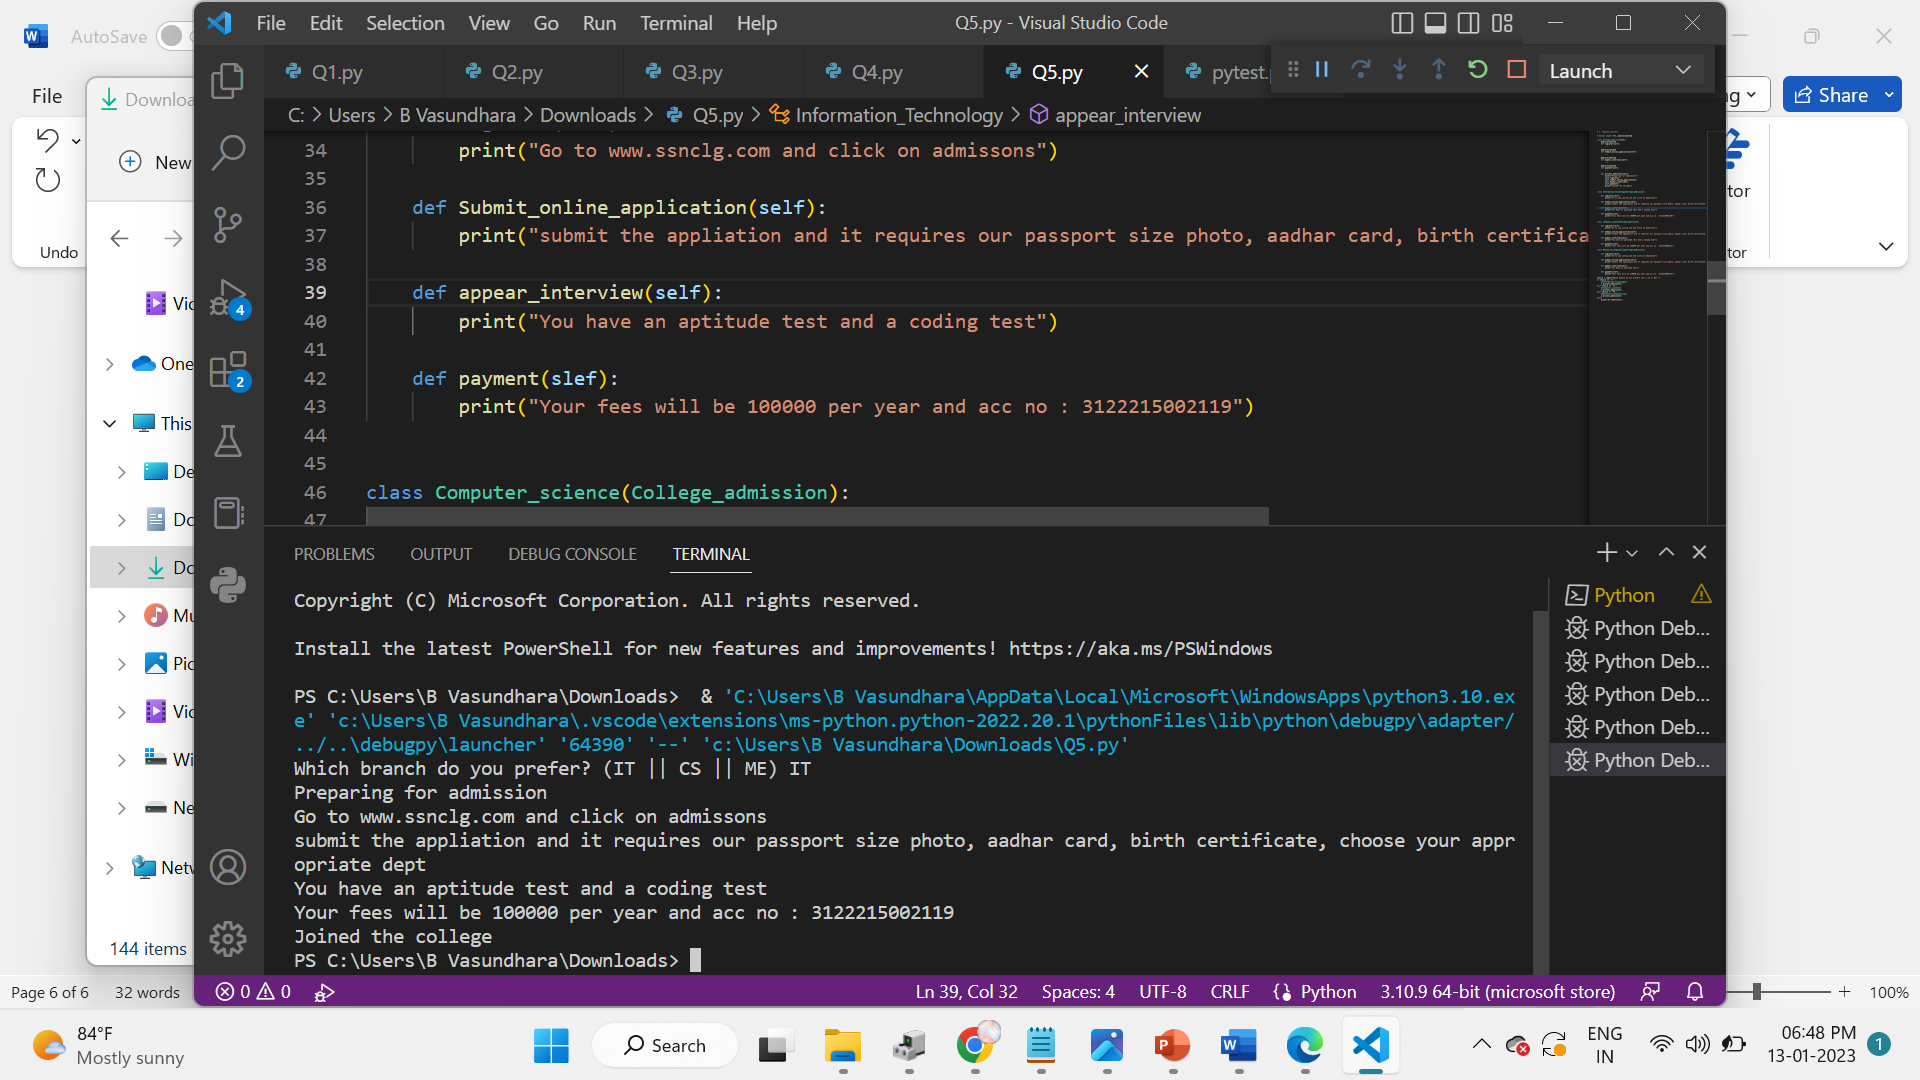 File Edit Selection View Go Run Terminal Help
Q5.py - Visual Studio Code
AutoSave
File
Download
New
Undo
Share
Q1.py Q2.py Q3.py Q4.py Q5.py pytest.p
Launch
C: > Users > B Vasundhara > Downloads > Q5.py > Information_Technology > appear_interview
34 print("Go to www.ssnclg.com and click on admissons")
35
36 def Submit_online_application(self):
37 print("submit the appliation and it requires our passport size photo, aadhar card, birth certifica
38
39 def appear_interview(self):
40 print("You have an aptitude test and a coding test")
41
42 def payment(slef):
43 print("Your fees will be 100000 per year and acc no : 3122215002119")
44
45
46 class Computer_science(College_admission):
47
4
2
Vid
One
This
De
Do
Do
Mu
Pic
Vid
Wi
Ne
Netw
144 items
PROBLEMS OUTPUT DEBUG CONSOLE TERMINAL
Copyright (C) Microsoft Corporation. All rights reserved.
Install the latest PowerShell for new features and improvements! https://aka.ms/PSWindows
PS C:\Users\B Vasundhara\Downloads> & 'C:\Users\B Vasundhara\AppData\Local\Microsoft\WindowsApps\python3.10.ex
e' 'c:\Users\B Vasundhara\.vscode\extensions\ms-python.python-2022.20.1\pythonFiles\lib\python\debugpy\adapter/
../..\debugpy\launcher' '64390' '--' 'c:\Users\B Vasundhara\Downloads\Q5.py'
Which branch do you prefer? (IT || CS || ME) IT
Preparing for admission
Go to www.ssnclg.com and click on admissons
submit the appliation and it requires our passport size photo, aadhar card, birth certificate, choose your appr
opriate dept
You have an aptitude test and a coding test
Your fees will be 100000 per year and acc no : 3122215002119
Joined the college
PS C:\Users\B Vasundhara\Downloads>
Python
Python Deb...
Python Deb...
Python Deb...
Python Deb...
Python Deb...
0 0
Ln 39, Col 32 Spaces: 4 UTF-8 CRLF Python 3.10.9 64-bit (microsoft store)
Page 6 of 6 32 words
100%
84°F
Mostly sunny
Search
ENG
IN
06:48 PM
13-01-2023
1